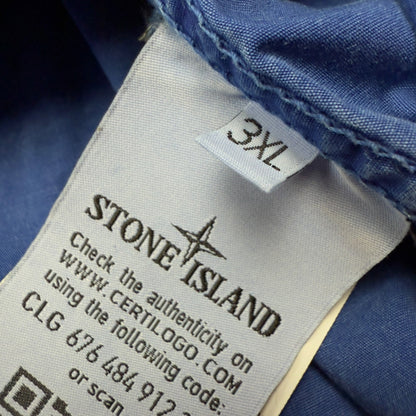 3XL
STONE ISLAND
Check the authenticity on
WWW.CERTILOGO.COM
using the following code:
CLG 676 484 912
or scan